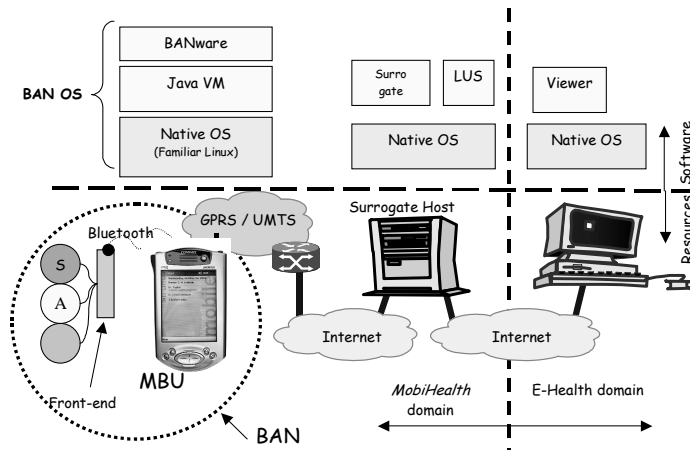 BANware
BAN OS
Java VM
Native OS
(Familiar Linux)
Surro
gate
LUS
Native OS
Viewer
Native OS
Software
Resources
GPRS / UMTS
Surrogate Host
Bluetooth
S
A
MBU
Front-end
BAN
Internet
Internet
MobiHealth
domain
E-Health domain